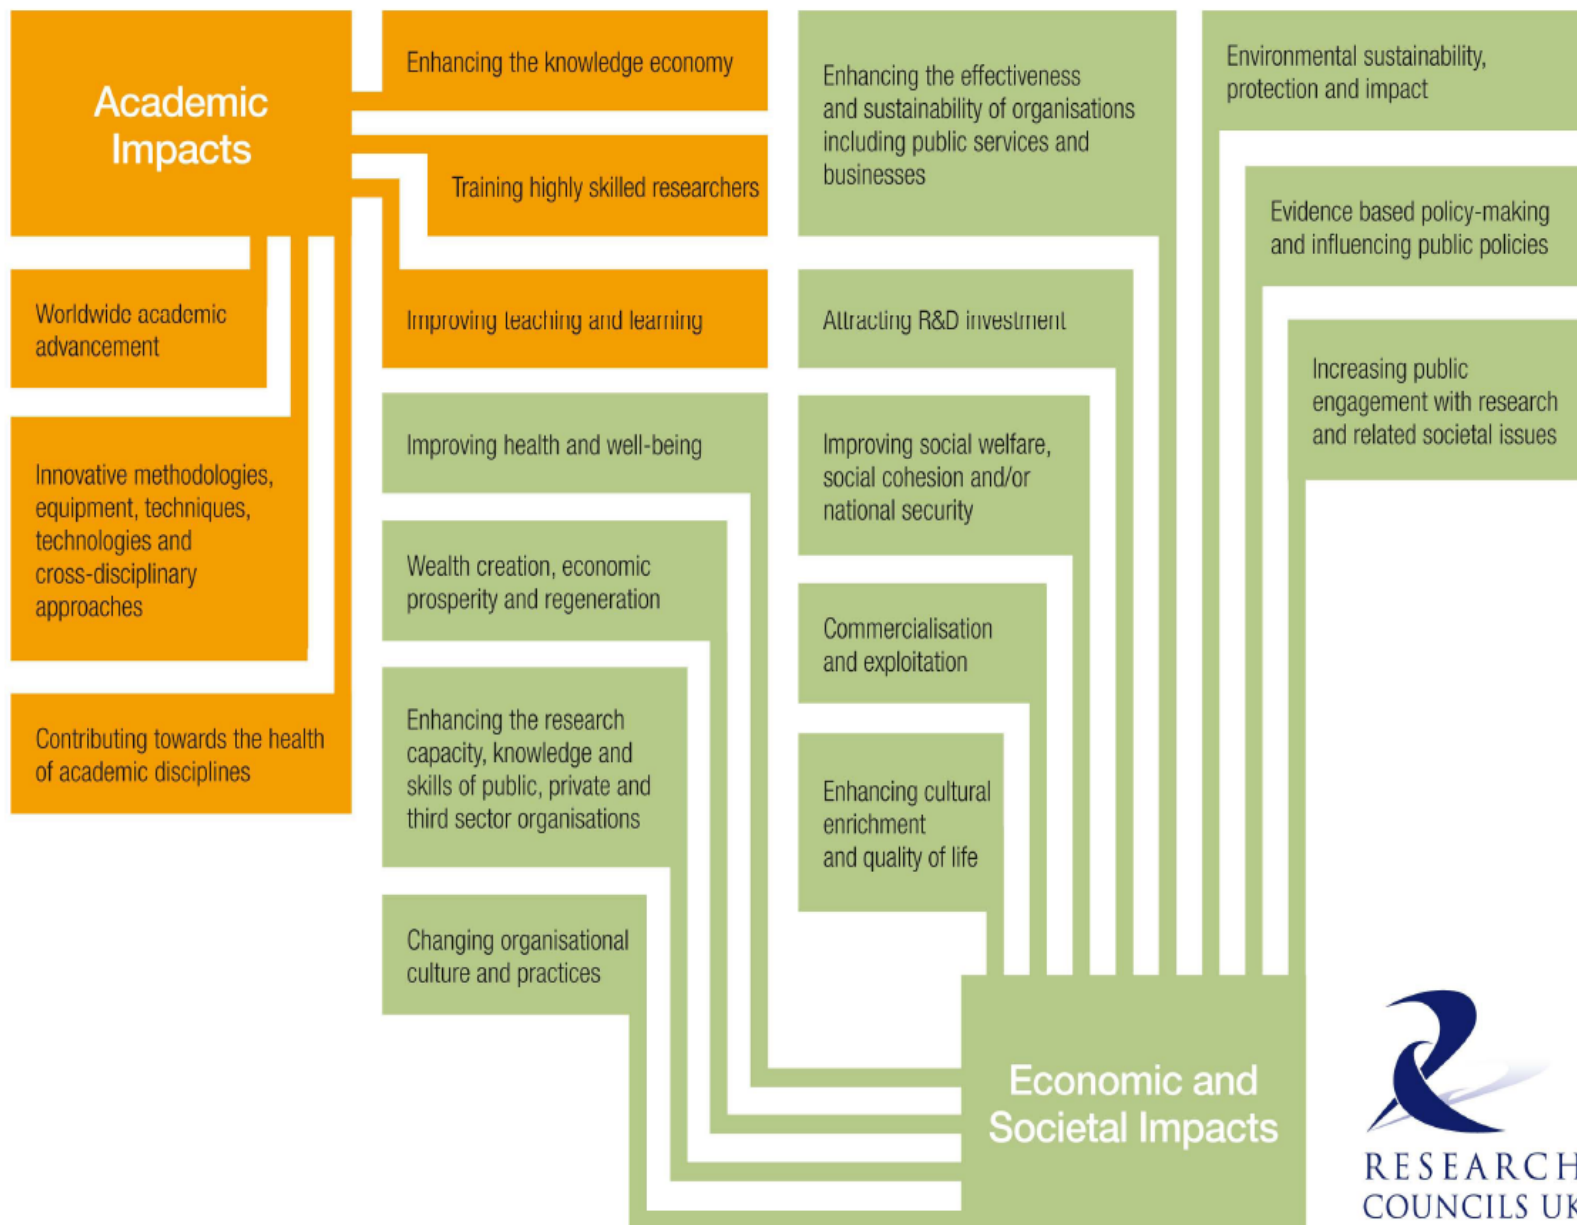 Academic
Impacts
Enhancing the knowledge economy
Training highly skilled researchers
Improving teaching and learning
Worldwide academic
advancement
Innovative methodologies,
equipment, techniques,
technologies and
cross-disciplinary
approaches
Contributing towards the health
of academic disciplines
Improving health and well-being
Wealth creation, economic
prosperity and regeneration
Enhancing the research
capacity, knowledge and
skills of public, private and
third sector organisations
Changing organisational
culture and practices
Enhancing the effectiveness
and sustainability of organisations
including public services and
businesses
Attracting R&D investment
Improving social welfare,
social cohesion and/or
national security
Commercialisation
and exploitation
Enhancing cultural
enrichment
and quality of life
Environmental sustainability,
protection and impact
Evidence based policy-making
and influencing public policies
Increasing public
engagement with research
and related societal issues
Economic and
Societal Impacts
RESEARCH
COUNCILS UK